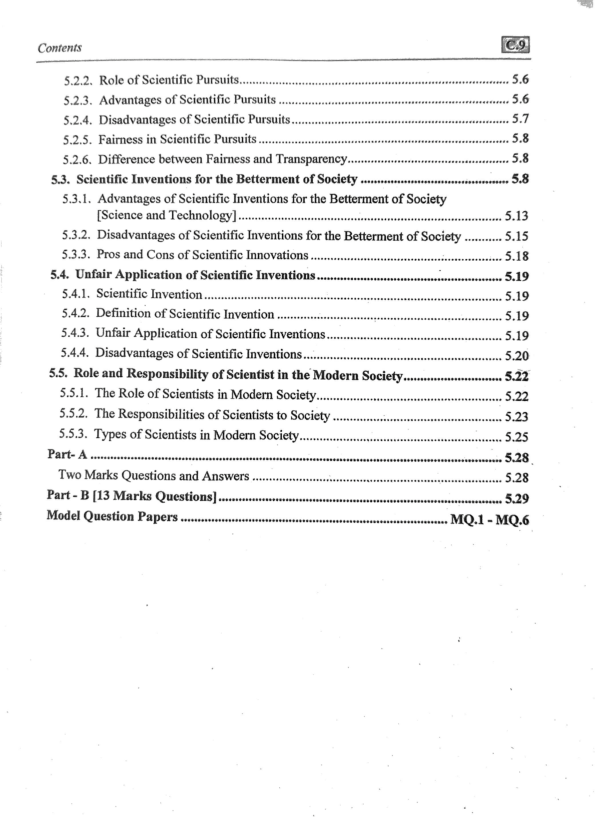 Contents C.9
5.2.2. Role of Scientific Pursuits.......... 5.6
5.2.3. Advantages of Scientific Pursuits .......... 5.6
5.2.4. Disadvantages of Scientific Pursuits.......... 5.7
5.2.5. Fairness in Scientific Pursuits .......... 5.8
5.2.6. Difference between Fairness and Transparency.......... 5.8
5.3. Scientific Inventions for the Betterment of Society .......... 5.8
5.3.1. Advantages of Scientific Inventions for the Betterment of Society
[Science and Technology] .......... 5.13
5.3.2. Disadvantages of Scientific Inventions for the Betterment of Society .......... 5.15
5.3.3. Pros and Cons of Scientific Innovations .......... 5.18
5.4. Unfair Application of Scientific Inventions .......... 5.19
5.4.1. Scientific Invention .......... 5.19
5.4.2. Definition of Scientific Invention .......... 5.19
5.4.3. Unfair Application of Scientific Inventions .......... 5.19
5.4.4. Disadvantages of Scientific Inventions .......... 5.20
5.5. Role and Responsibility of Scientist in the Modern Society.......... 5.22
5.5.1. The Role of Scientists in Modern Society.......... 5.22
5.5.2. The Responsibilities of Scientists to Society .......... 5.23
5.5.3. Types of Scientists in Modern Society.......... 5.25
Part- A .......... 5.28
Two Marks Questions and Answers .......... 5.28
Part - B [13 Marks Questions] .......... 5.29
Model Question Papers .......... MQ.1 - MQ.6